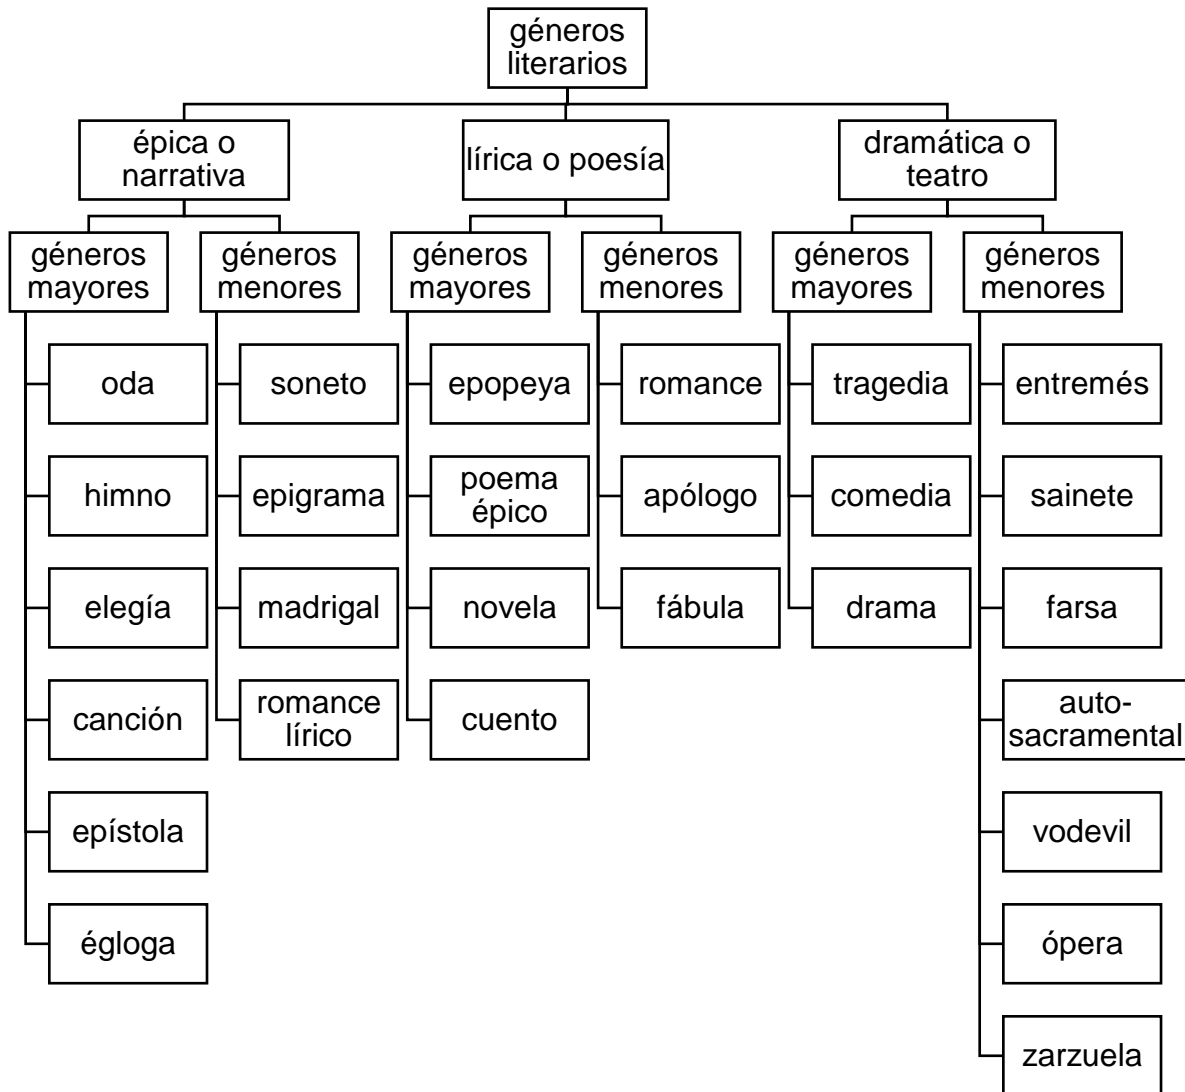 géneros
literarios
épica o
narrativa
lírica o poesía
dramática o
teatro
géneros
mayores
géneros
menores
géneros
mayores
géneros
menores
géneros
mayores
géneros
menores
oda
himno
elegía
canción
epístola
égloga
soneto
epigrama
madrigal
romance
lírico
epopeya
poema
épico
novela
cuento
romance
apólogo
fábula
tragedia
comedia
drama
entremés
sainete
farsa
auto-
sacramental
vodevil
ópera
zarzuela